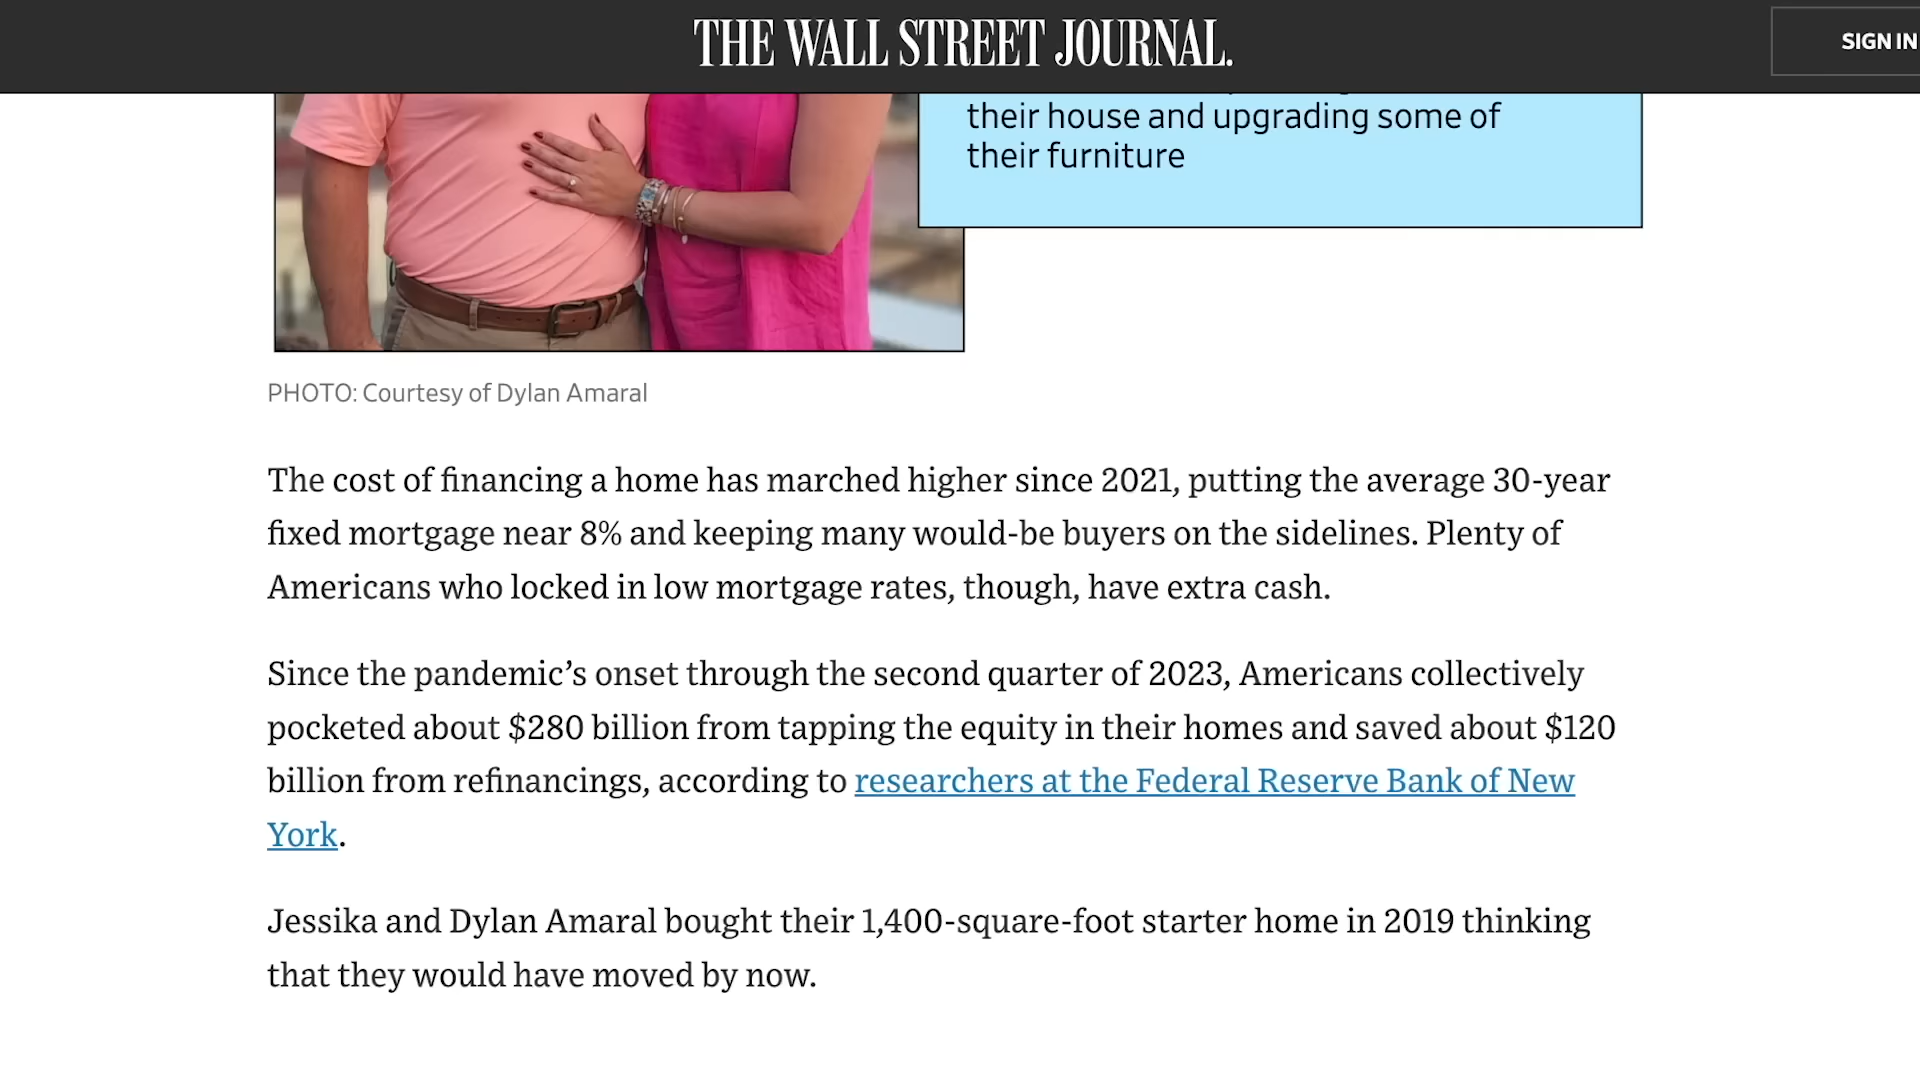 THE WALL STREET JOURNAL.
SIGN IN
their house and upgrading some of
their furniture
PHOTO: Courtesy of Dylan Amaral
The cost of financing a home has marched higher since 2021, putting the average 30-year
fixed mortgage near 8% and keeping many would-be buyers on the sidelines. Plenty of
Americans who locked in low mortgage rates, though, have extra cash.
Since the pandemic’s onset through the second quarter of 2023, Americans collectively
pocketed about $280 billion from tapping the equity in their homes and saved about $120
billion from refinancings, according to researchers at the Federal Reserve Bank of New
York.
Jessika and Dylan Amaral bought their 1,400-square-foot starter home in 2019 thinking
that they would have moved by now.